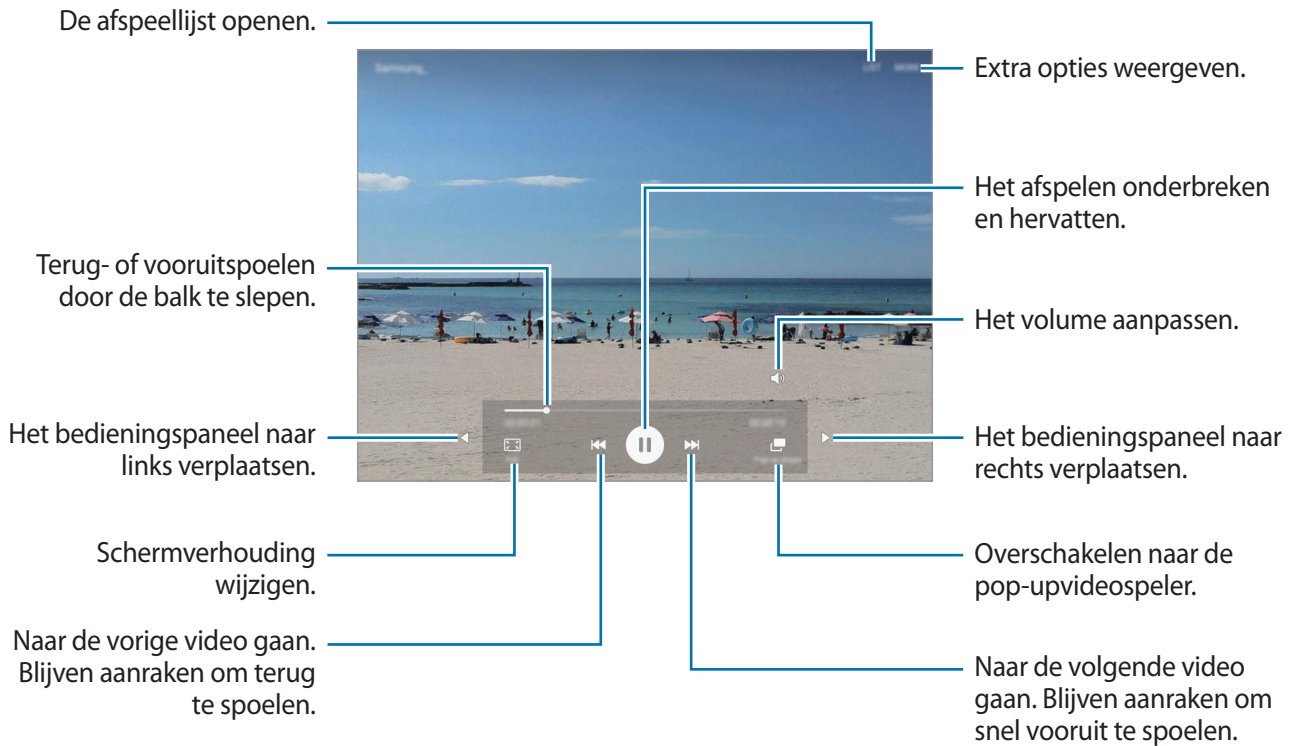 De afspeellijst openen.
Samsung_
LIST MORE
Extra opties weergeven.
Het afspelen onderbreken
en hervatten.
Terug- of vooruitspoelen
door de balk te slepen.
Het volume aanpassen.
Het bedieningspaneel naar
links verplaatsen.
Het bedieningspaneel naar
rechts verplaatsen.
Schermverhouding
wijzigen.
Overschakelen naar de
pop-upvideospeler.
Naar de vorige video gaan.
Blijven aanraken om terug
te spoelen.
Naar de volgende video
gaan. Blijven aanraken om
snel vooruit te spoelen.